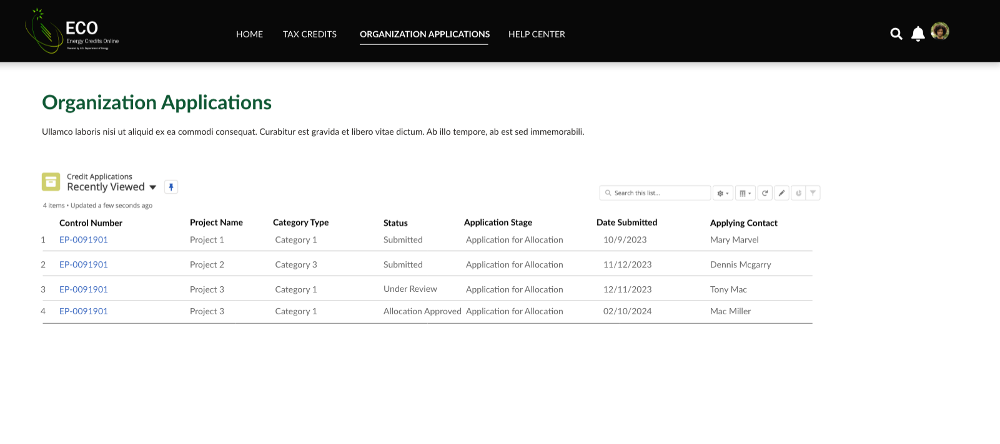 ECO
Energy Credits Online
Powered by U.S. Department of Energy
HOME TAX CREDITS ORGANIZATION APPLICATIONS HELP CENTER
Organization Applications
Ullamco laboris nisi ut aliquid ex ea commodi consequat. Curabitur est gravida et libero vitae dictum. Ab illo tempore, ab est sed immemorabili.
Credit Applications
Recently Viewed
4 items • Updated a few seconds ago
Search this list...
Control Number Project Name Category Type Status Application Stage Date Submitted Applying Contact
1 EP-0091901 Project 1 Category 1 Submitted Application for Allocation 10/9/2023 Mary Marvel
2 EP-0091901 Project 2 Category 3 Submitted Application for Allocation 11/12/2023 Dennis Mcgarry
3 EP-0091901 Project 3 Category 1 Under Review Application for Allocation 12/11/2023 Tony Mac
4 EP-0091901 Project 3 Category 1 Allocation Approved Application for Allocation 02/10/2024 Mac Miller